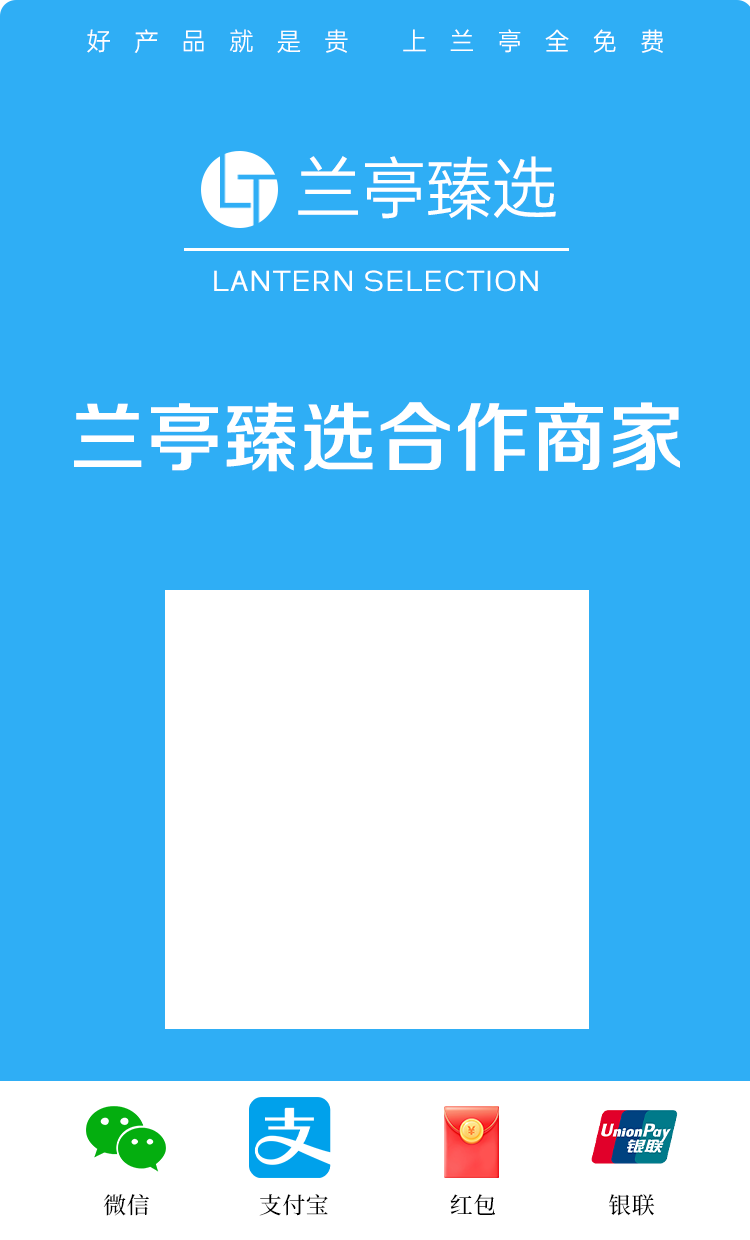 好产品就是贵 上兰亭全免费
LT 兰亭臻选
LANTERN SELECTION
兰亭臻选合作商家
支
¥
UnionPay
银联
微信 支付宝 红包 银联